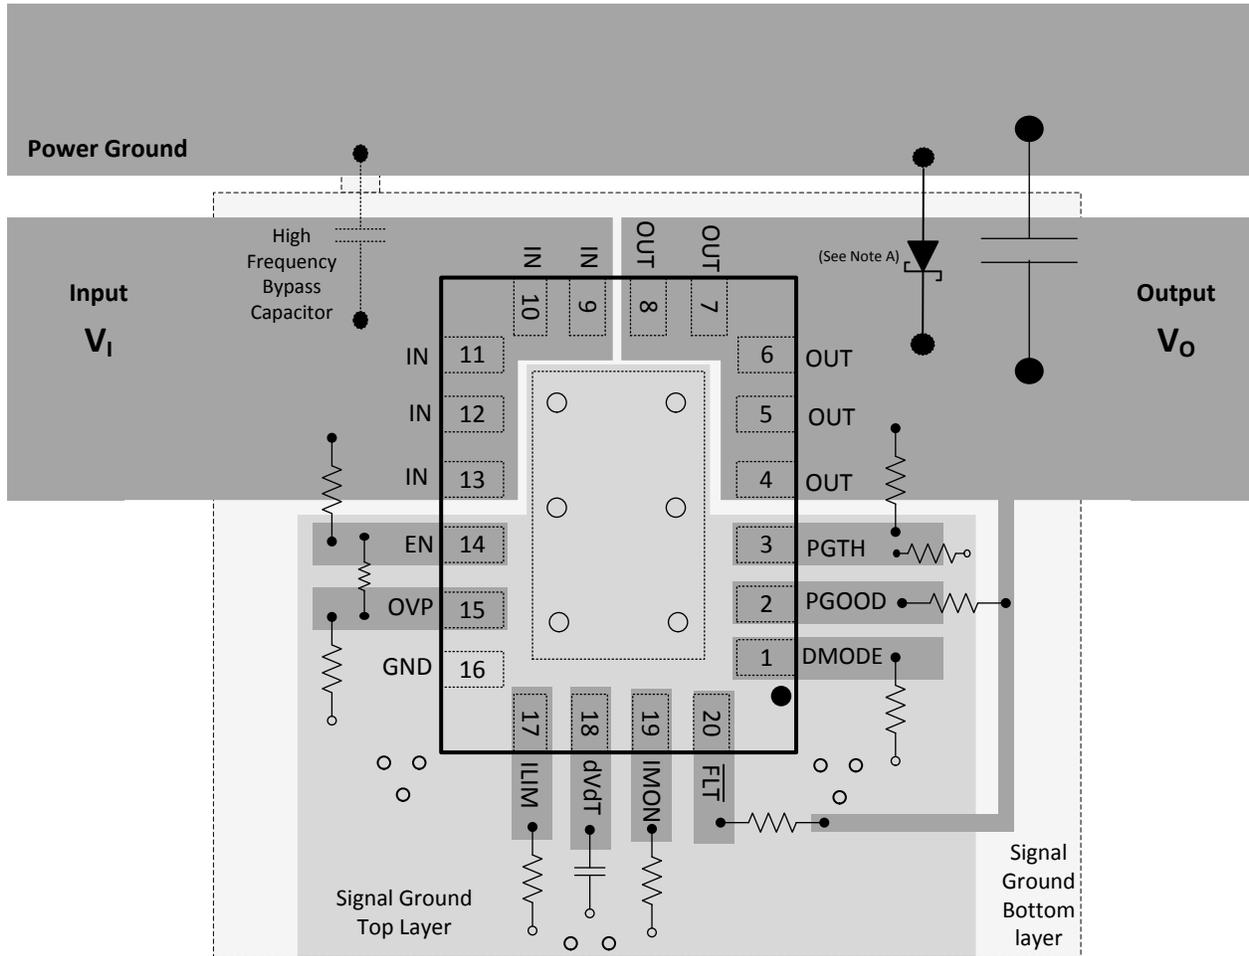 Power Ground
High
Frequency
Bypass
Capacitor
Input
VI
IN
IN
OUT
OUT
10
9
8
7
(See Note A)
Output
VO
IN
11
6
OUT
IN
12
5
OUT
IN
13
4
OUT
EN
14
3
PGTH
OVP
15
2
PGOOD
GND
16
1
DMODE
17
18
19
20
ILIM
dVdT
IMON
FLT
Signal Ground
Top Layer
Signal
Ground
Bottom
layer